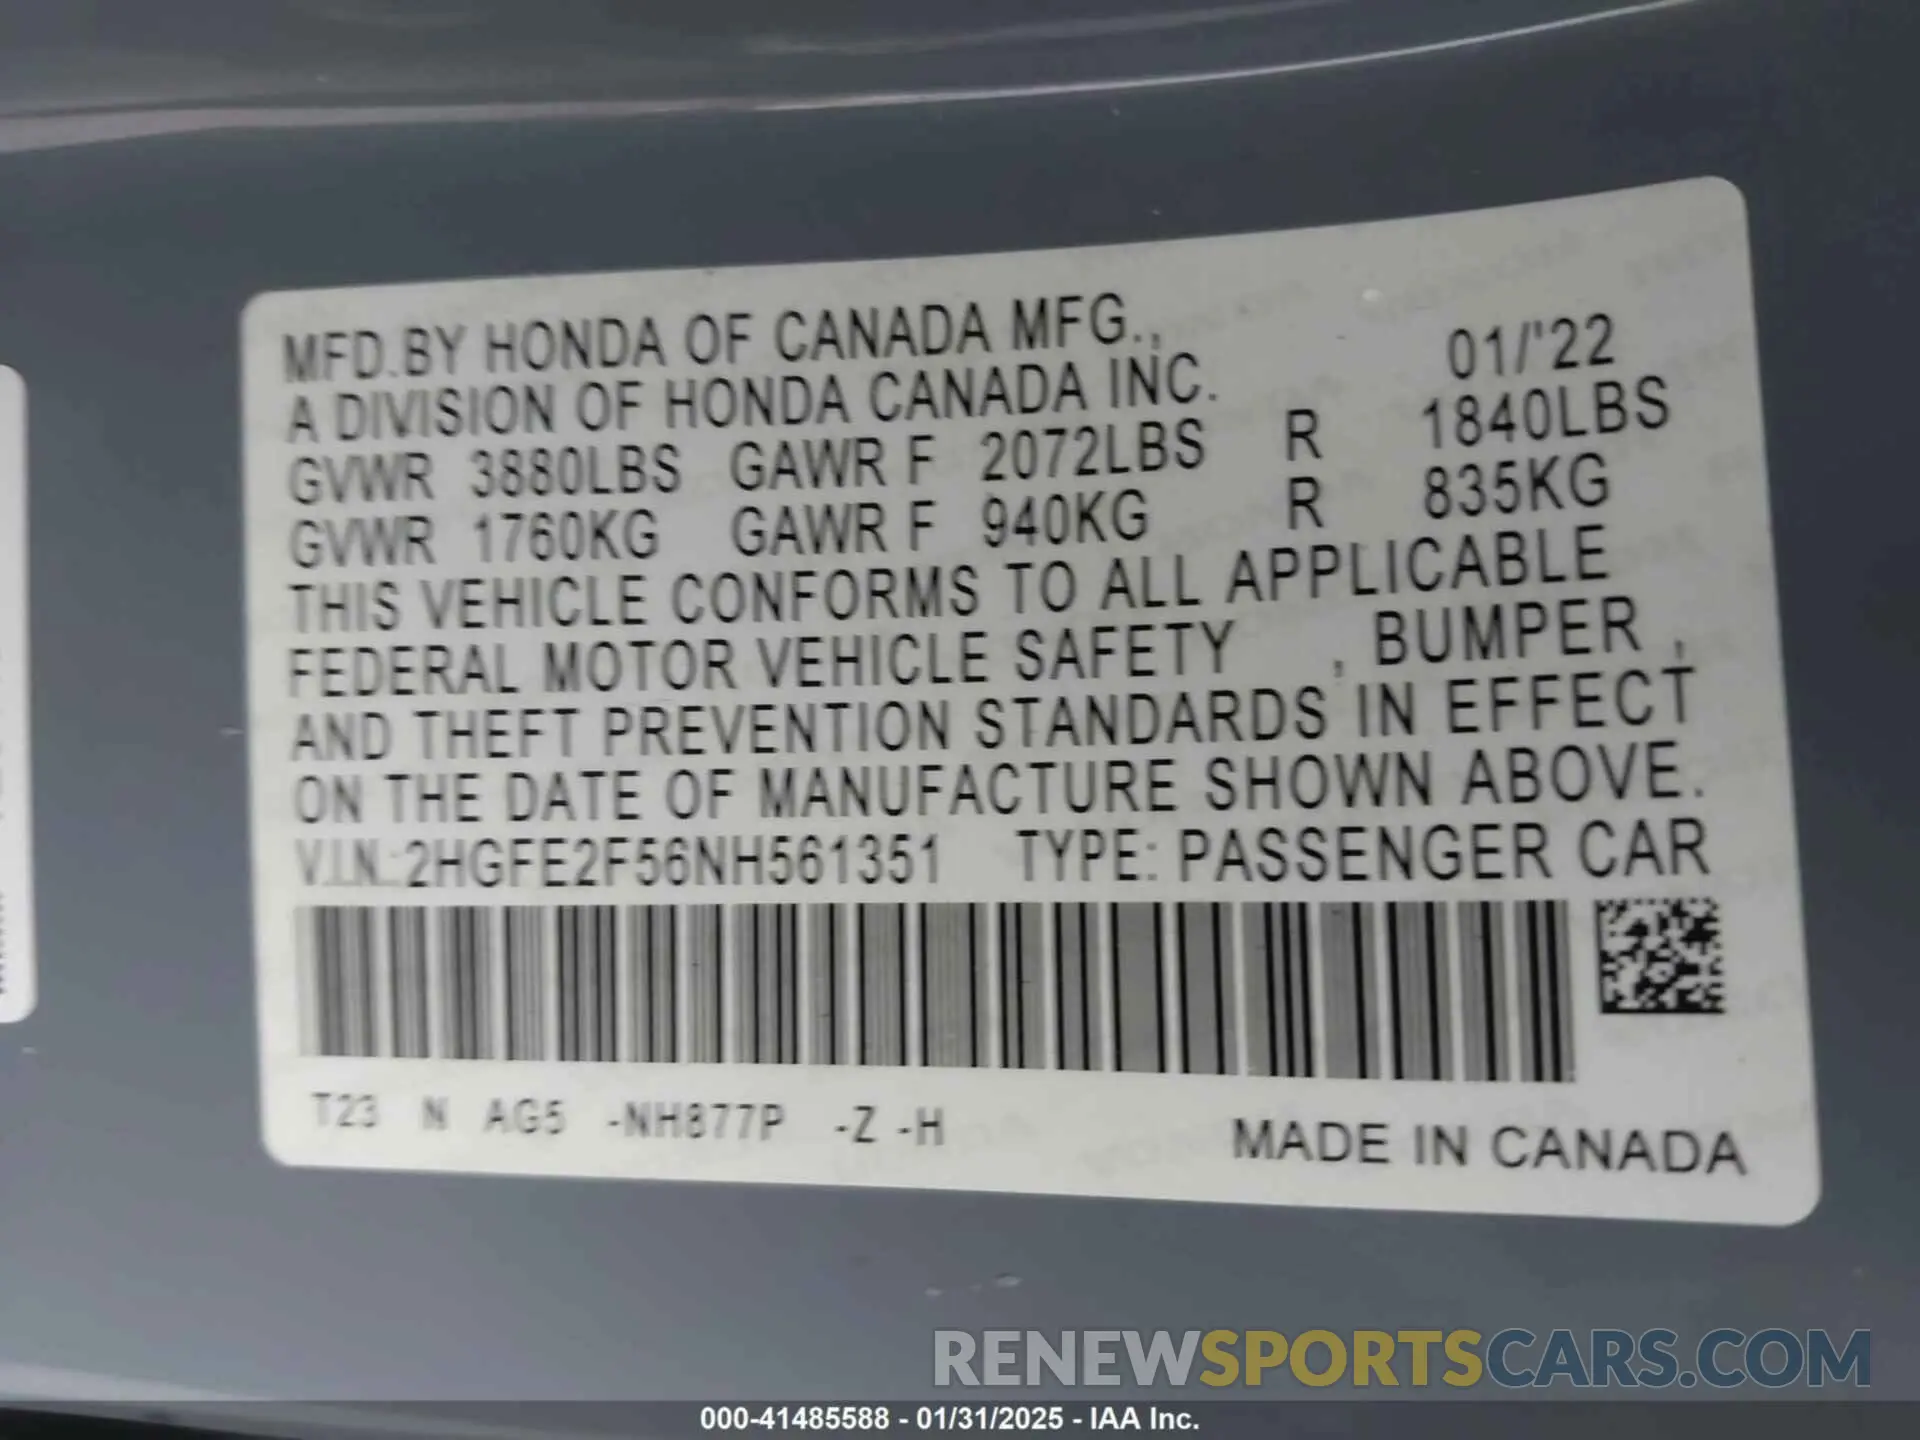 MFD.BY HONDA OF CANADA MFG.,
A DIVISION OF HONDA CANADA INC. 01/'22
GVWR 3880LBS GAWR F 2072LBS R 1840LBS
GVWR 1760KG GAWR F 940KG R 835KG
THIS VEHICLE CONFORMS TO ALL APPLICABLE
FEDERAL MOTOR VEHICLE SAFETY , BUMPER ,
AND THEFT PREVENTION STANDARDS IN EFFECT
ON THE DATE OF MANUFACTURE SHOWN ABOVE.
V.I.N.:2HGFE2F56NH561351 TYPE: PASSENGER CAR
T23 N AG5 -NH877P -Z -H
MADE IN CANADA
RENEWSPORTSCARS.COM
000-41485588 - 01/31/2025 - IAA Inc.